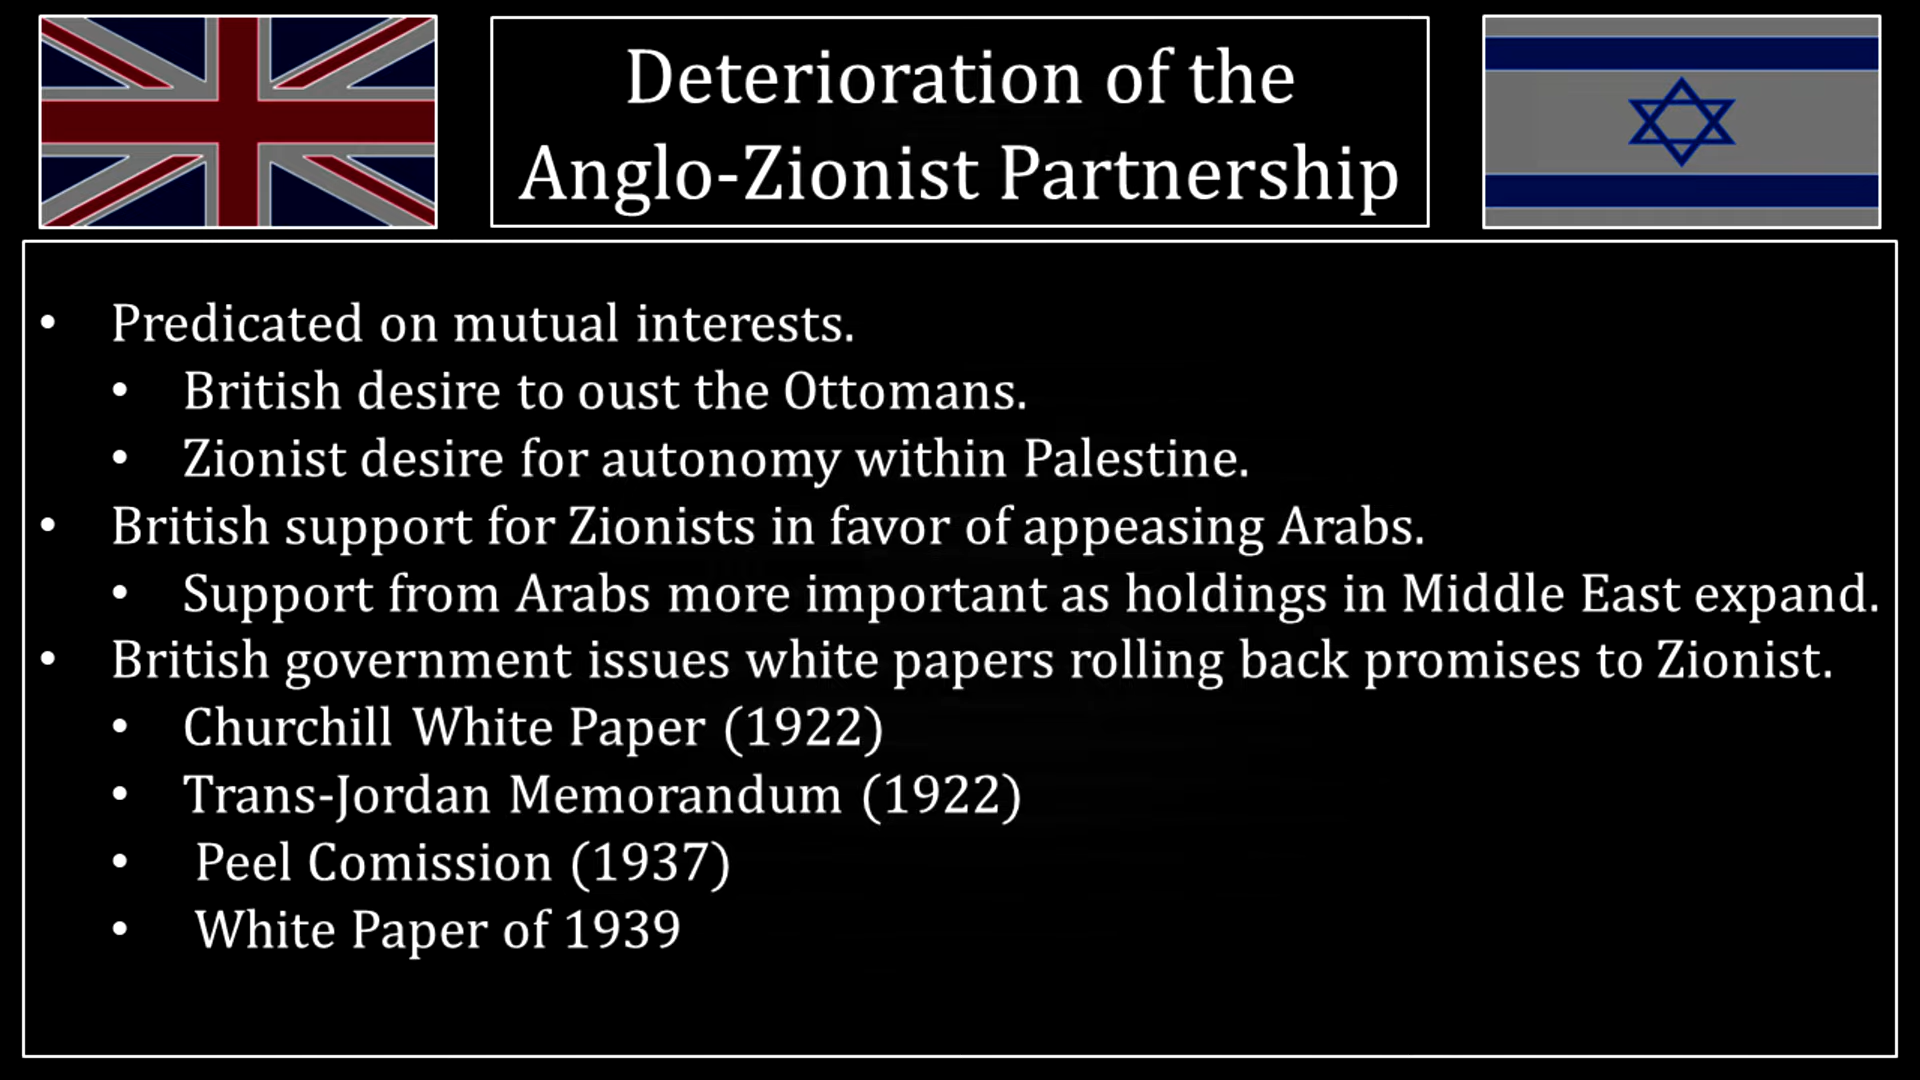 Deterioration of the
Anglo-Zionist Partnership
• Predicated on mutual interests.
• British desire to oust the Ottomans.
• Zionist desire for autonomy within Palestine.
• British support for Zionists in favor of appeasing Arabs.
• Support from Arabs more important as holdings in Middle East expand.
• British government issues white papers rolling back promises to Zionist.
• Churchill White Paper (1922)
• Trans-Jordan Memorandum (1922)
• Peel Comission (1937)
• White Paper of 1939